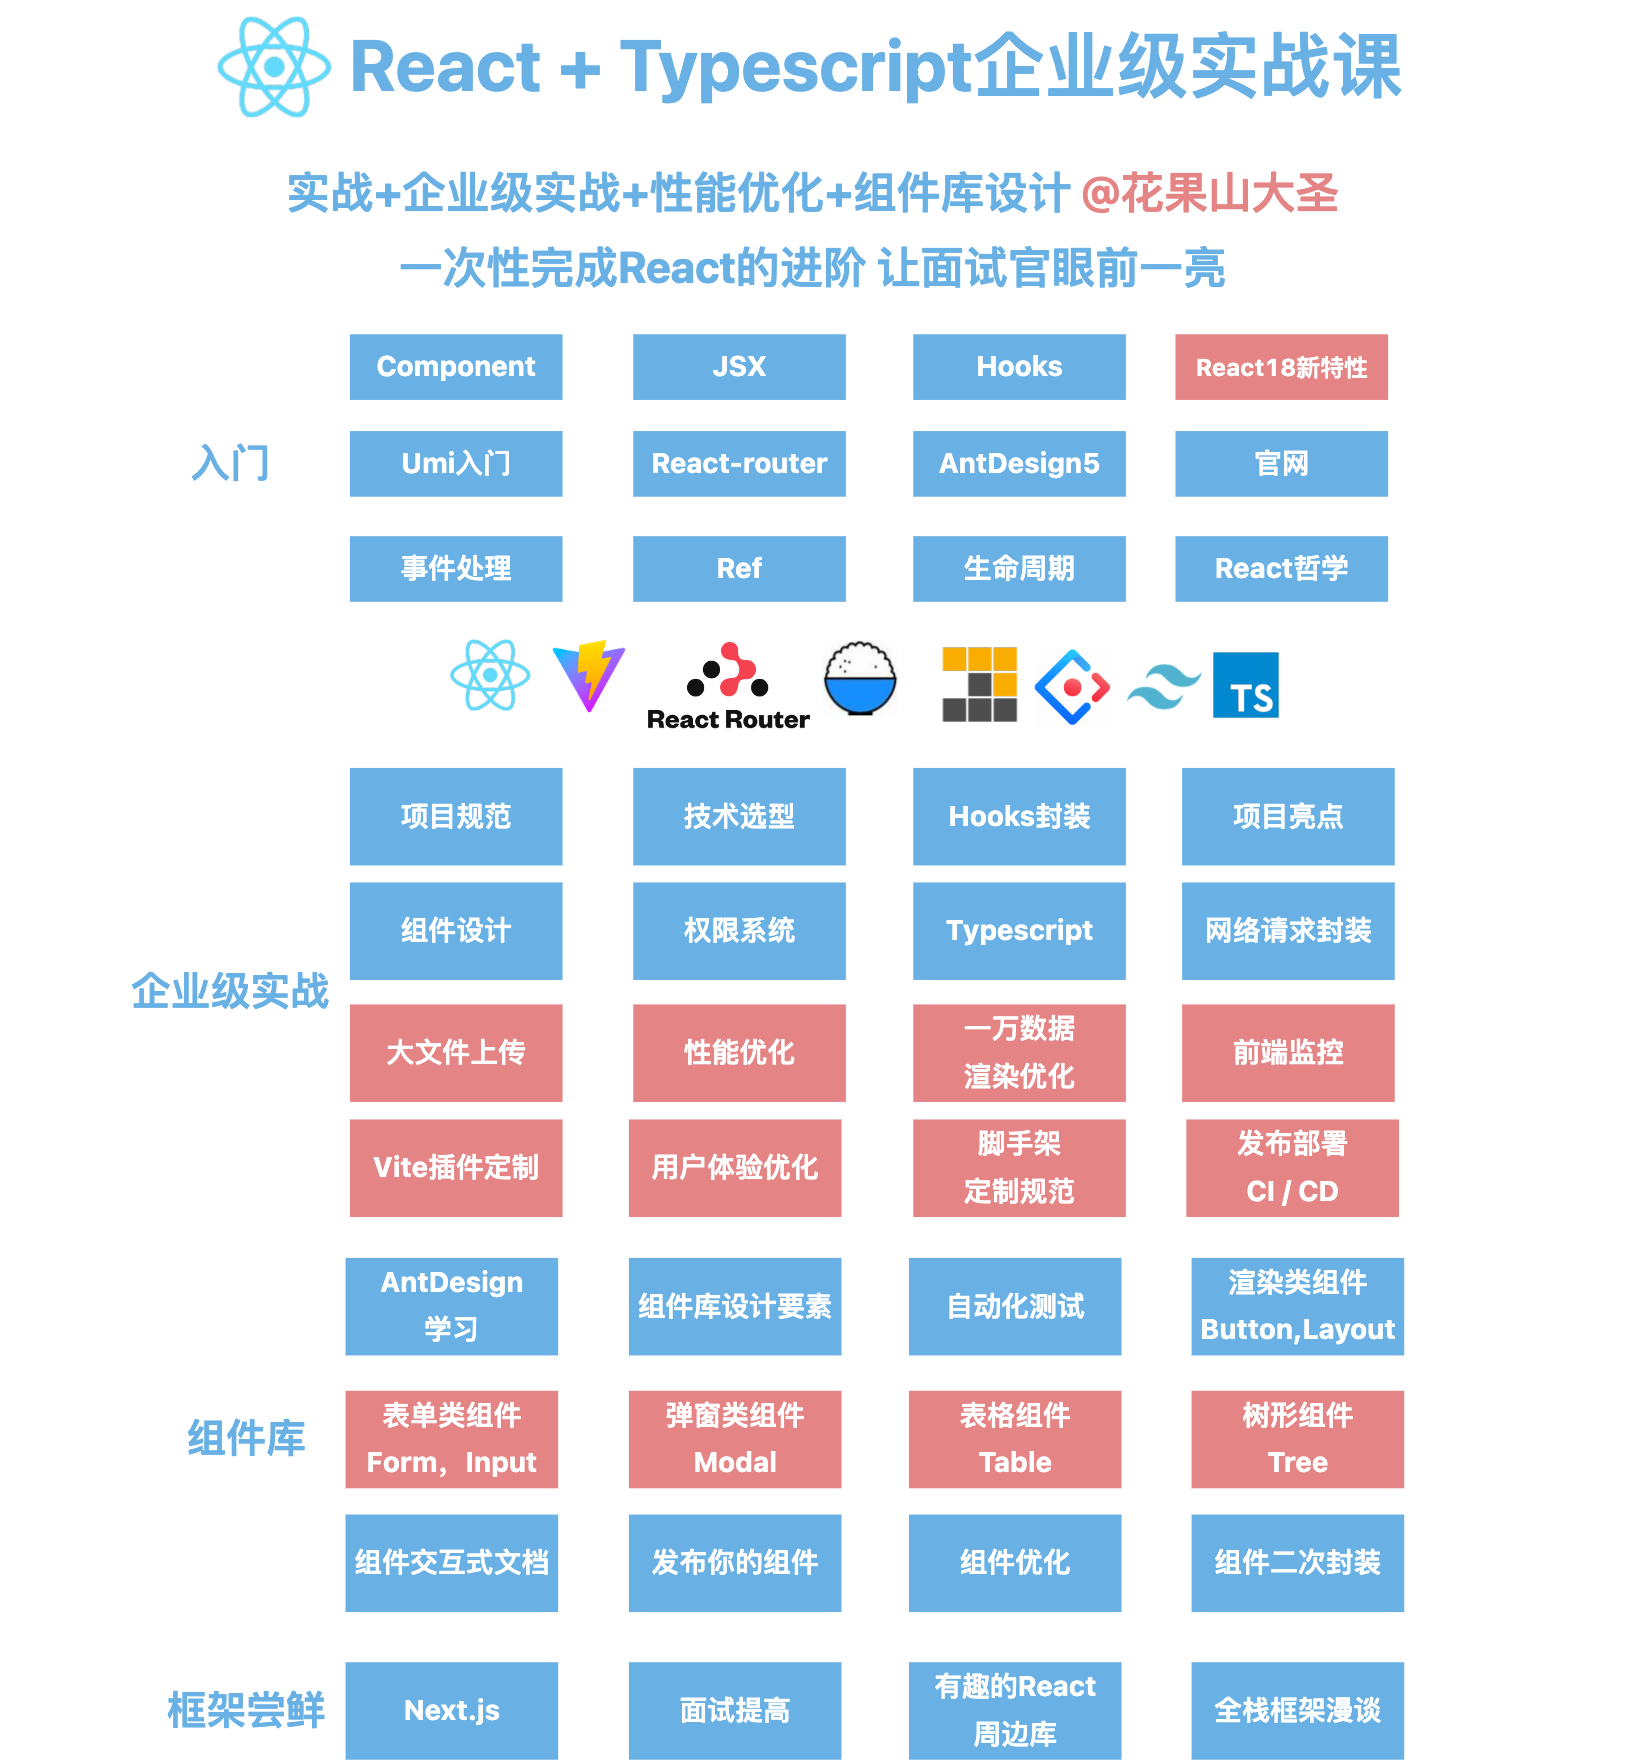 React + Typescript企业级实战课
实战+企业级实战+性能优化+组件库设计 @花果山大圣
一次性完成React的进阶 让面试官眼前一亮
入门
Component
JSX
Hooks
React18新特性
Umi入门
React-router
AntDesign5
官网
事件处理
Ref
生命周期
React哲学
React Router
TS
企业级实战
项目规范
技术选型
Hooks封装
项目亮点
组件设计
权限系统
Typescript
网络请求封装
大文件上传
性能优化
一万数据
渲染优化
前端监控
Vite插件定制
用户体验优化
脚手架
定制规范
发布部署
CI / CD
组件库
AntDesign
学习
组件库设计要素
自动化测试
渲染类组件
Button,Layout
表单类组件
Form，Input
弹窗类组件
Modal
表格组件
Table
树形组件
Tree
组件交互式文档
发布你的组件
组件优化
组件二次封装
框架尝鲜
Next.js
面试提高
有趣的React
周边库
全栈框架漫谈